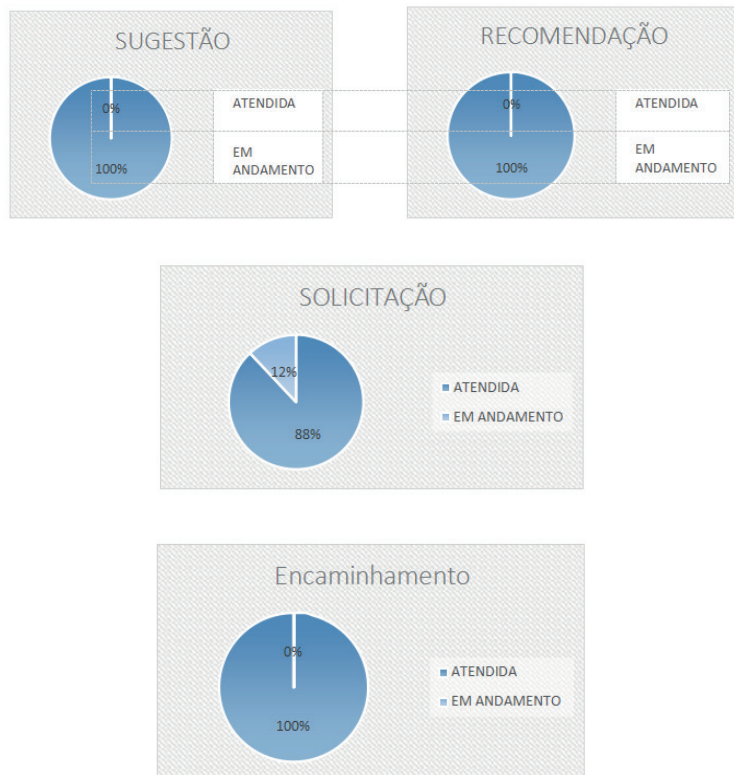 SUGESTÃO
0%
100%
ATENDIDA
EM
ANDAMENTO
RECOMENDAÇÃO
0%
100%
ATENDIDA
EM
ANDAMENTO
SOLICITAÇÃO
12%
88%
ATENDIDA
EM ANDAMENTO
Encaminhamento
0%
100%
ATENDIDA
EM ANDAMENTO